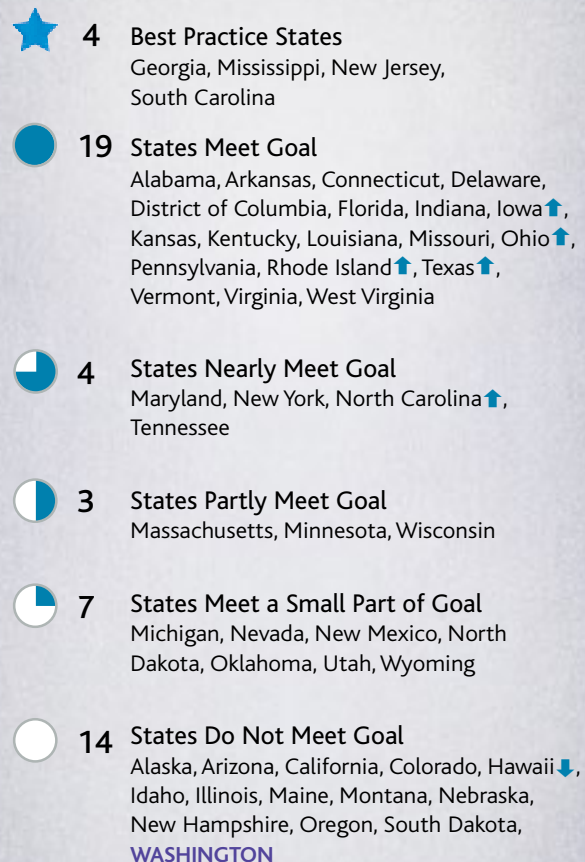 4 Best Practice States
Georgia, Mississippi, New Jersey,
South Carolina
19 States Meet Goal
Alabama, Arkansas, Connecticut, Delaware,
District of Columbia, Florida, Indiana, Iowa⬆,
Kansas, Kentucky, Louisiana, Missouri, Ohio⬆,
Pennsylvania, Rhode Island⬆, Texas⬆,
Vermont, Virginia, West Virginia
4 States Nearly Meet Goal
Maryland, New York, North Carolina⬆,
Tennessee
3 States Partly Meet Goal
Massachusetts, Minnesota, Wisconsin
7 States Meet a Small Part of Goal
Michigan, Nevada, New Mexico, North
Dakota, Oklahoma, Utah, Wyoming
14 States Do Not Meet Goal
Alaska, Arizona, California, Colorado, Hawaii⬇,
Idaho, Illinois, Maine, Montana, Nebraska,
New Hampshire, Oregon, South Dakota,
WASHINGTON